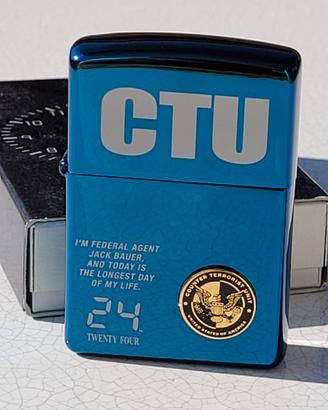 CTU
I'M FEDERAL AGENT
JACK BAUER,
AND TODAY IS
THE LONGEST DAY
OF MY LIFE.
24
TWENTY FOUR
COUNTER TERRORIST UNIT
UNITED STATES OF AMERICA
10